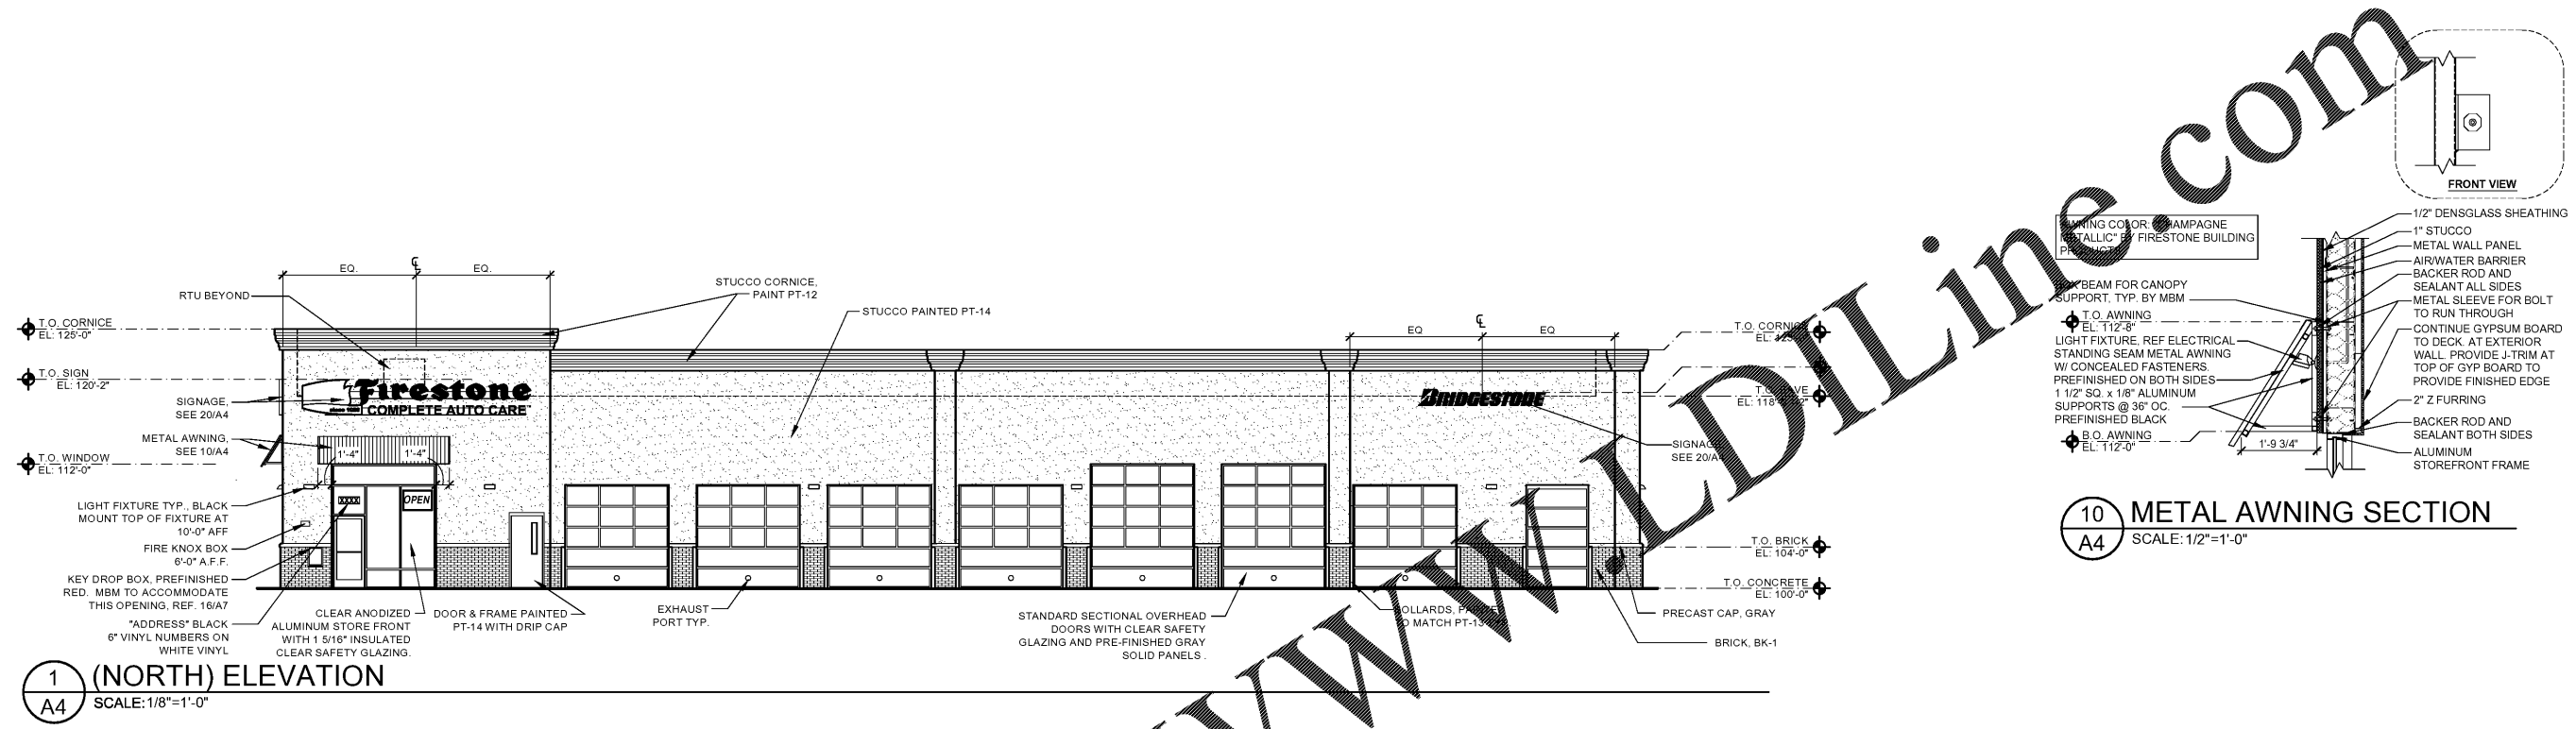 EQ.
EQ.
RTU BEYOND
T.O. CORNICE
EL: 125'-0"
T.O. SIGN
EL: 120'-2"
SIGNAGE,
SEE 20/A4
METAL AWNING,
SEE 10/A4
T.O. WINDOW
EL: 112'-0"
LIGHT FIXTURE TYP., BLACK
MOUNT TOP OF FIXTURE AT
10'-0" AFF
FIRE KNOX BOX
6'-0" A.F.F.
KEY DROP BOX, PREFINISHED
RED. MBM TO ACCOMMODATE
THIS OPENING, REF. 16/A7
"ADDRESS" BLACK
6" VINYL NUMBERS ON
WHITE VINYL
Firestone
COMPLETE AUTO CARE
1'-4"
1'-4"
XXXX
OPEN
CLEAR ANODIZED
ALUMINUM STORE FRONT
WITH 1 5/16" INSULATED
CLEAR SAFETY GLAZING.
DOOR & FRAME PAINTED
PT-14 WITH DRIP CAP
STUCCO CORNICE,
PAINT PT-12
STUCCO PAINTED PT-14
EXHAUST
PORT TYP.
STANDARD SECTIONAL OVERHEAD
DOORS WITH CLEAR SAFETY
GLAZING AND PRE-FINISHED GRAY
SOLID PANELS .
EQ
EQ
BRIDGESTONE
T.O. CORNICE
SEE 20/A4
T.O. BRICK
EL: 104'-0"
T.O. CONCRETE
EL: 100'-0"
PRECAST CAP, GRAY
BRICK, BK-1
1
A4
(NORTH) ELEVATION
SCALE:1/8"=1'-0"
WWW.LDILine.com
FRONT VIEW
AWNING COLOR: "CHAMPAGNE
METALLIC" BY FIRESTONE BUILDING
BEAM FOR CANOPY
SUPPORT, TYP. BY MBM
T.O. AWNING
EL: 112'-8"
LIGHT FIXTURE, REF ELECTRICAL
STANDING SEAM METAL AWNING
W/ CONCEALED FASTENERS.
PREFINISHED ON BOTH SIDES
1 1/2" SQ. x 1/8" ALUMINUM
SUPPORTS @ 36" OC.
PREFINISHED BLACK
B.O. AWNING
EL: 112'-0"
1'-9 3/4"
1/2" DENSGLASS SHEATHING
1" STUCCO
METAL WALL PANEL
AIR/WATER BARRIER
BACKER ROD AND
SEALANT ALL SIDES
METAL SLEEVE FOR BOLT
TO RUN THROUGH
CONTINUE GYPSUM BOARD
TO DECK. AT EXTERIOR
WALL. PROVIDE J-TRIM AT
TOP OF GYP BOARD TO
PROVIDE FINISHED EDGE
2" Z FURRING
BACKER ROD AND
SEALANT BOTH SIDES
ALUMINUM
STOREFRONT FRAME
10
A4
METAL AWNING SECTION
SCALE:1/2"=1'-0"